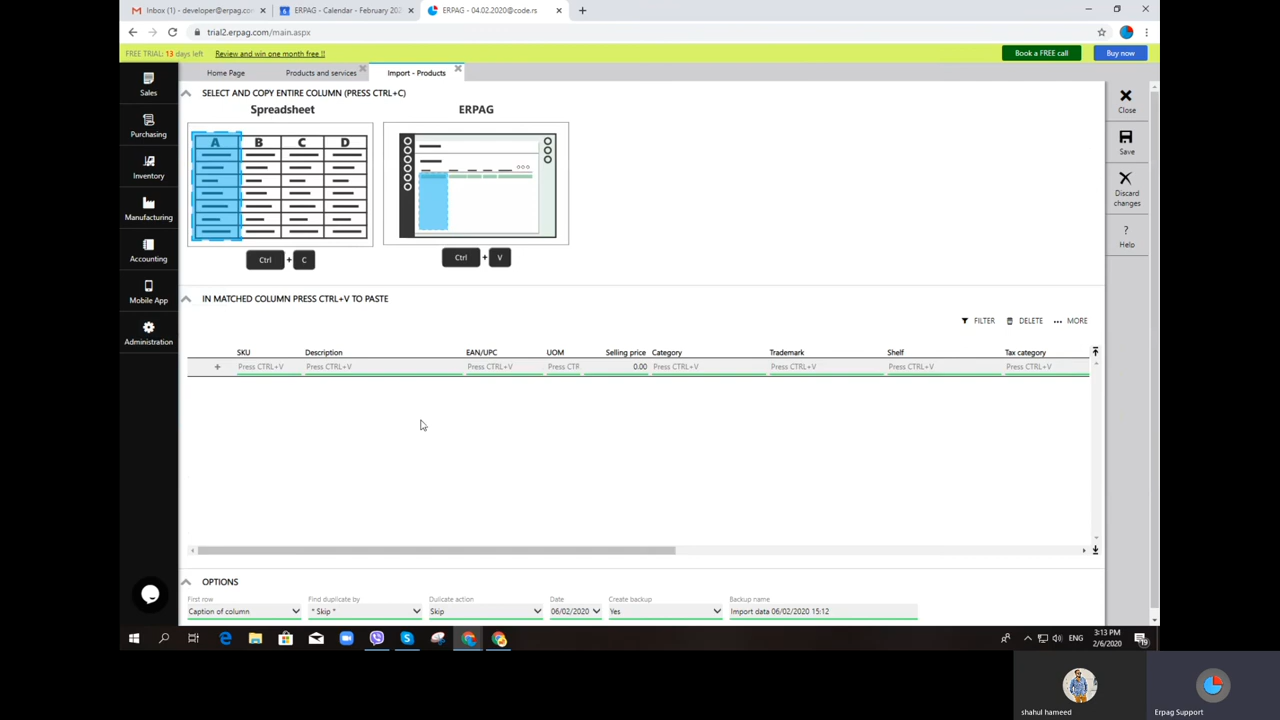 Inbox (1) - developer@erpag.com
ERPAG - Calendar - February 202
ERPAG - 04.02.2020@code.rs
trial2.erpag.com/main.aspx
FREE TRIAL: 13 days left
Review and win one month free !!
Book a FREE call
Buy now
Home Page
Products and services
Import - Products
Sales
Purchasing
Inventory
Manufacturing
Accounting
Mobile App
Administration
SELECT AND COPY ENTIRE COLUMN (PRESS CTRL+C)
Spreadsheet
ERPAG
A B C D
Ctrl + C
Ctrl + V
Close
Save
Discard changes
? Help
IN MATCHED COLUMN PRESS CTRL+V TO PASTE
FILTER DELETE ... MORE
SKU Description EAN/UPC UOM Selling price Category Trademark Shelf Tax category
+ Press CTRL+V Press CTRL+V Press CTRL+V Press CTR 0.00 Press CTRL+V Press CTRL+V Press CTRL+V Press CTRL+V
OPTIONS
First row Find duplicate by Dulicate action Date Create backup Backup name
Caption of column * Skip * Skip 06/02/2020 Yes Import data 06/02/2020 15:12
ENG
3:13 PM
2/6/2020
19
shahul hameed
Erpag Support